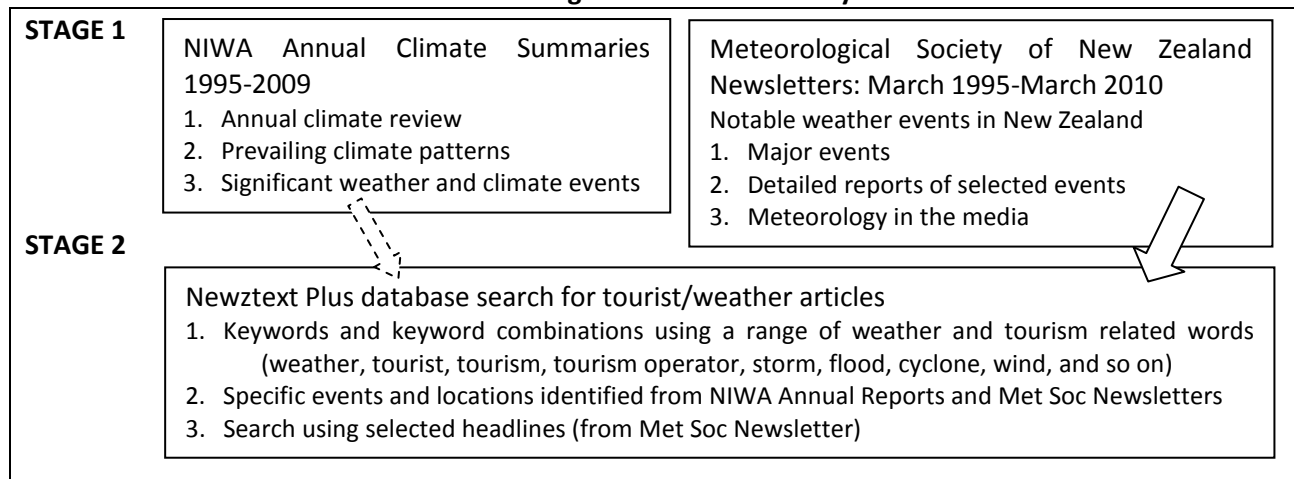 STAGE 1
NIWA Annual Climate Summaries
1995-2009
1. Annual climate review
2. Prevailing climate patterns
3. Significant weather and climate events
Meteorological Society of New Zealand
Newsletters: March 1995-March 2010
Notable weather events in New Zealand
1. Major events
2. Detailed reports of selected events
3. Meteorology in the media
STAGE 2
Newztext Plus database search for tourist/weather articles
1. Keywords and keyword combinations using a range of weather and tourism related words
(weather, tourist, tourism, tourism operator, storm, flood, cyclone, wind, and so on)
2. Specific events and locations identified from NIWA Annual Reports and Met Soc Newsletters
3. Search using selected headlines (from Met Soc Newsletter)